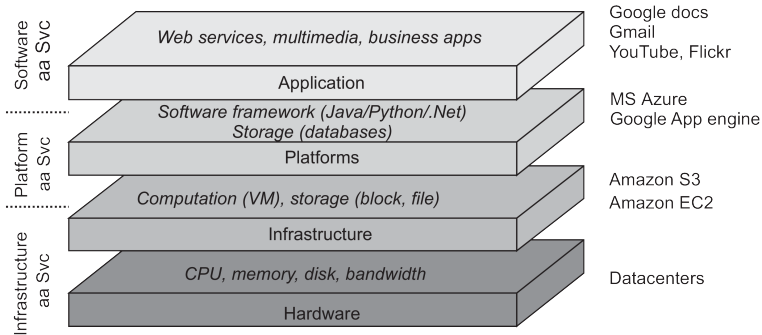 Software
aa Svc
Web services, multimedia, business apps
Application
Google docs
Gmail
YouTube, Flickr
Platform
aa Svc
Software framework (Java/Python/.Net)
Storage (databases)
Platforms
MS Azure
Google App engine
Infrastructure
aa Svc
Computation (VM), storage (block, file)
Infrastructure
Amazon S3
Amazon EC2
CPU, memory, disk, bandwidth
Hardware
Datacenters